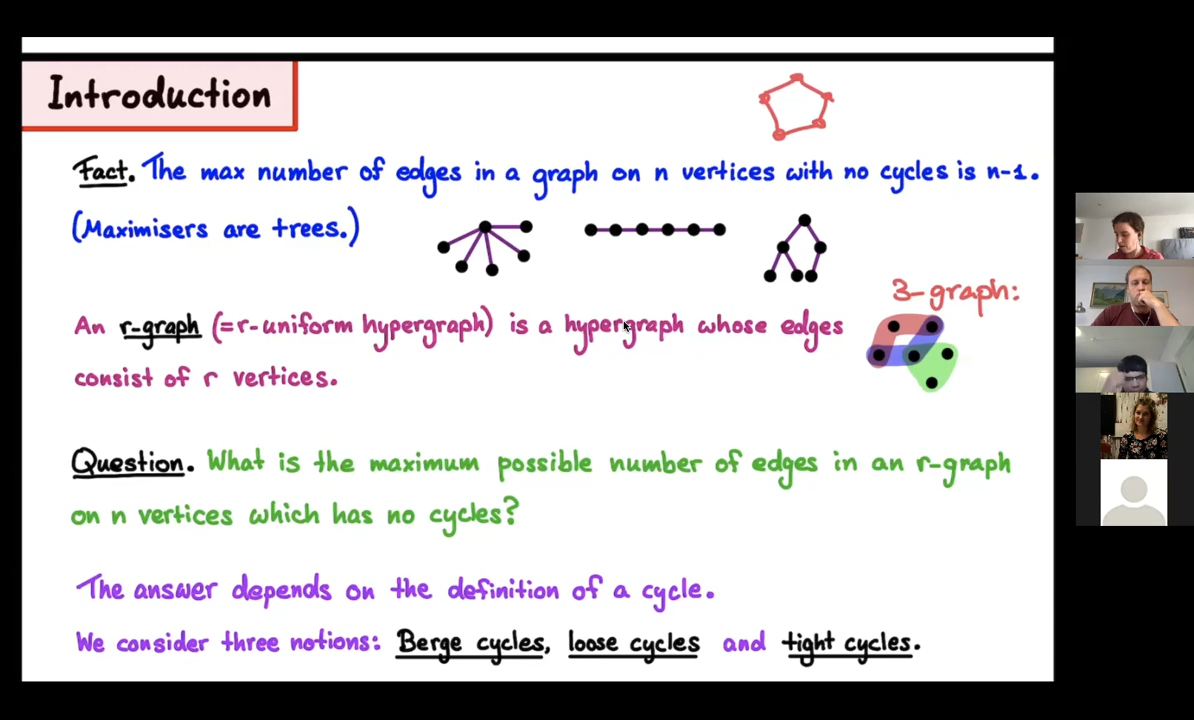 Introduction
Fact. The max number of edges in a graph on n vertices with no cycles is n-1.
(Maximisers are trees.)
3-graph:
An r-graph (=r-uniform hypergraph) is a hypergraph whose edges
consist of r vertices.
Question. What is the maximum possible number of edges in an r-graph
on n vertices which has no cycles?
The answer depends on the definition of a cycle.
We consider three notions: Berge cycles, loose cycles and tight cycles.